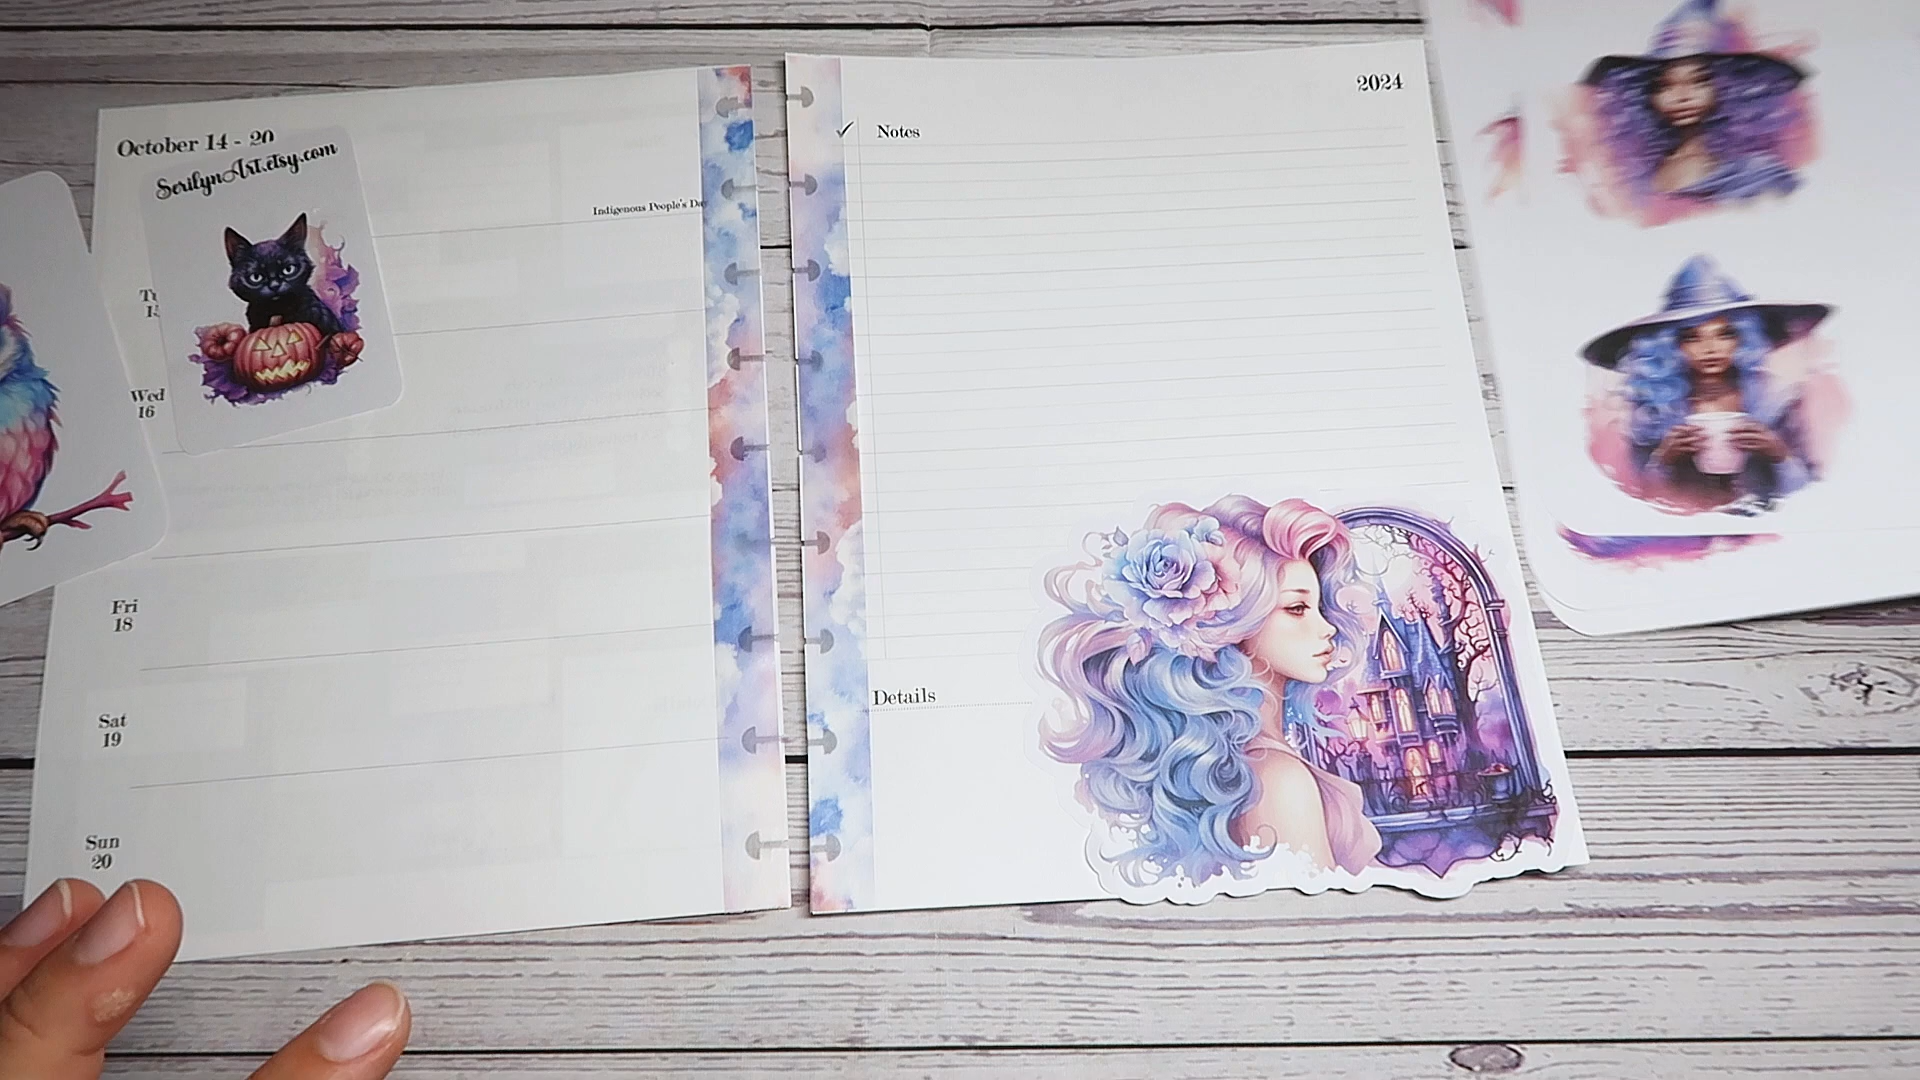 October 14 - 20
SerilynArt.etsy.com
Indigenous People's Da
Wed
16
Fri
18
Sat
19
Sun
20
2024
✓ Notes
Details